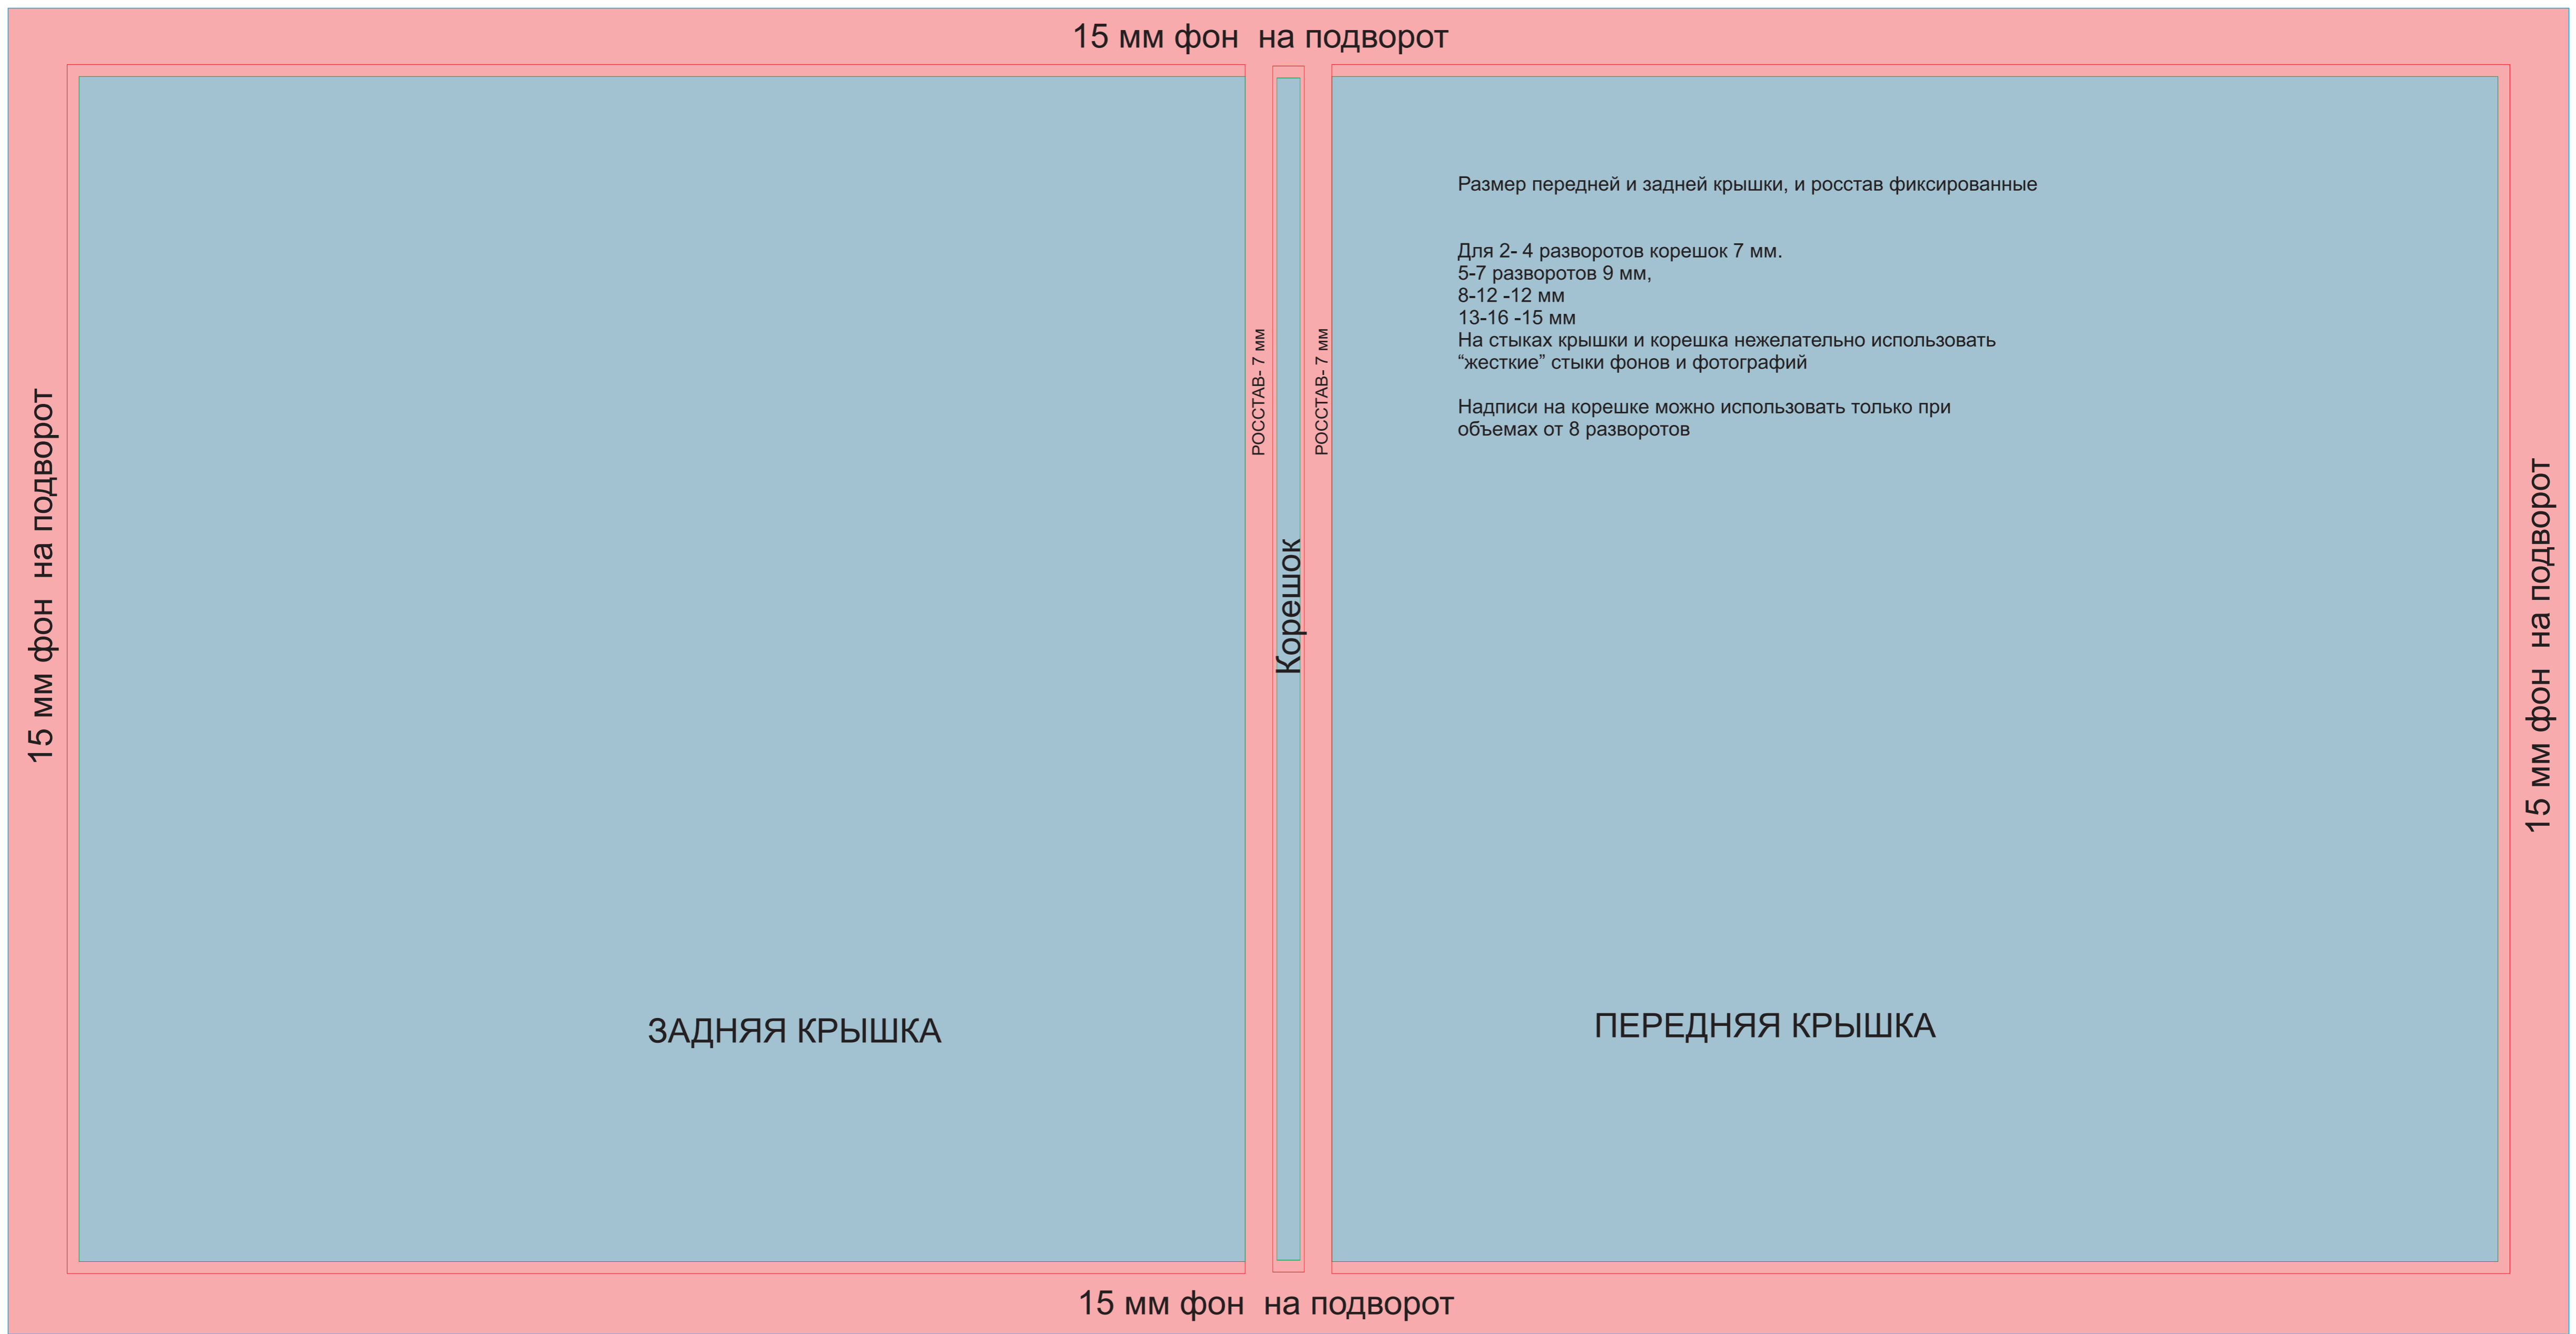 15 мм фон  на подворот
Размер передней и задней крышки, и росстав фиксированные
Для 2- 4 разворотов корешок 7 мм.
5-7 разворотов 9 мм,
8-12 -12 мм
13-16 -15 мм
На стыках крышки и корешка нежелательно использовать
“жесткие” стыки фонов и фотографий
Надписи на корешке можно использовать только при
объемах от 8 разворотов
15 мм фон  на подворот
РОССТАВ- 7 мм
Корешок
РОССТАВ- 7 мм
15 мм фон  на подворот
ЗАДНЯЯ КРЫШКА
ПЕРЕДНЯЯ КРЫШКА
15 мм фон  на подворот